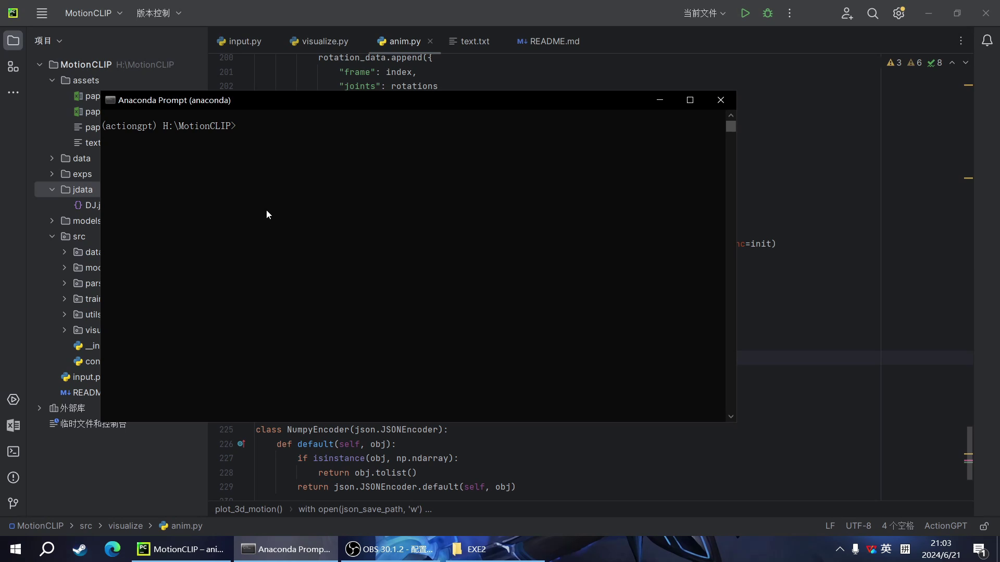 MotionCLIP
版本控制
当前文件
项目
input.py
visualize.py
anim.py
text.txt
M↓ README.md
MotionCLIP H:\MotionCLIP
assets
pap
pap
pap
text
data
exps
jdata
DJ.j
models
src
data
mod
pars
train
utils
visu
__in
con
input.p
M↓ READM
外部库
临时文件和控制台
200 rotation_data.append({
201 "frame": index,
202 "joints": rotations
3 6 8
Anaconda Prompt (anaconda)
(actiongpt) H:\MotionCLIP>
nc=init)
225 class NumpyEncoder(json.JSONEncoder):
226 def default(self, obj):
227 if isinstance(obj, np.ndarray):
228 return obj.tolist()
229 return json.JSONEncoder.default(self, obj)
plot_3d_motion() › with open(json_save_path, 'w') ...
MotionCLIP > src > visualize > anim.py
LF UTF-8 4 个空格 ActionGPT
MotionCLIP – ani...
Anaconda Promp...
OBS 30.1.2 - 配置...
EXE2
英
拼
21:03
2024/6/21
1